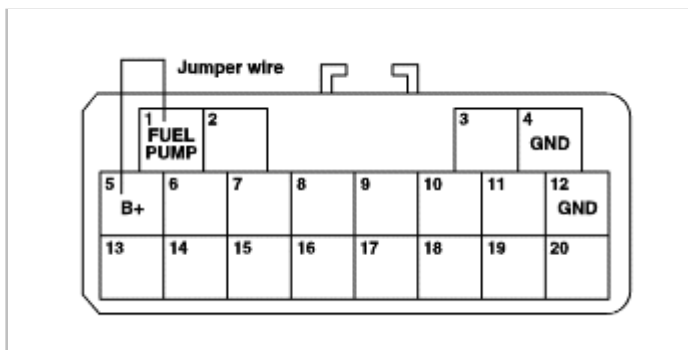 Jumper wire
1 2 3 4
FUEL GND
PUMP
5 6 7 8 9 10 11 12
B+ GND
13 14 15 16 17 18 19 20